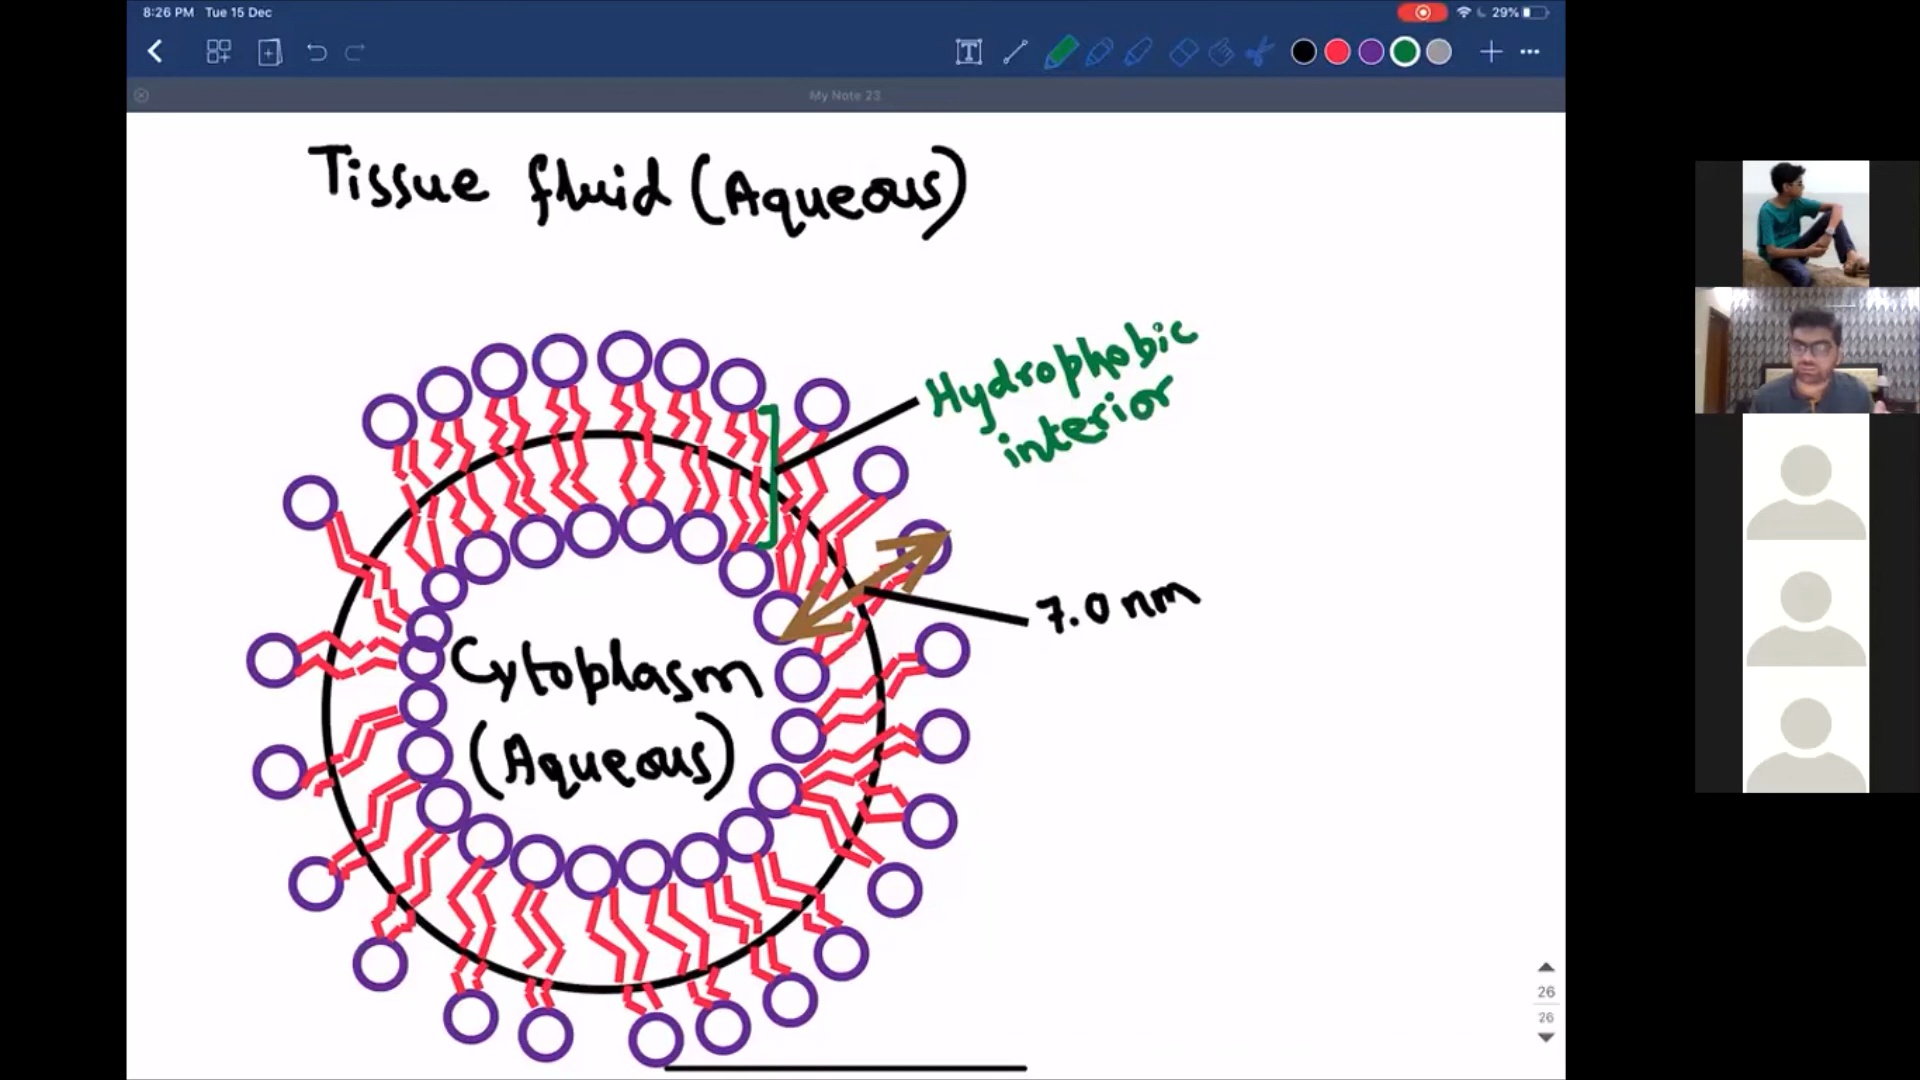 8:26 PM Tue 15 Dec
29%
My Note 23
Tissue fluid (Aqueous)
Hydrophobic
interior
7.0 nm
Cytoplasm
(Aqueous)
26
26